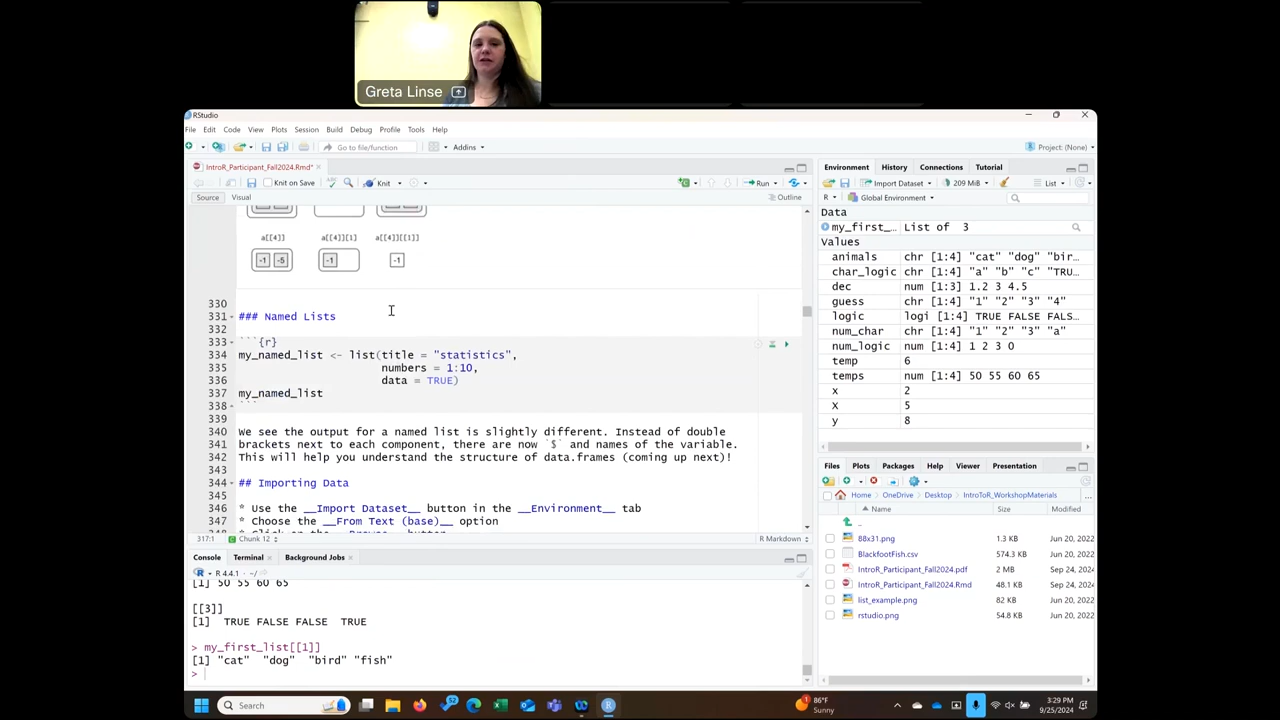 Greta Linse
RStudio
File Edit Code View Plots Session Build Debug Profile Tools Help
Go to file/function Addins Project: (None)
IntroR_Participant_Fall2024.Rmd*
Knit on Save Knit Run
Source Visual Outline
a[[4]] a[[4]][1] a[[4]][[1]]
-1 -5 -1 -1
330
331 ### Named Lists
332
333 ```{r}
334 my_named_list <- list(title = "statistics",
335 numbers = 1:10,
336 data = TRUE)
337 my_named_list
338 ```
339
340 We see the output for a named list is slightly different. Instead of double
341 brackets next to each component, there are now `$` and names of the variable.
342 This will help you understand the structure of data.frames (coming up next)!
343
344 ## Importing Data
345
346 * Use the __Import Dataset__ button in the __Environment__ tab
347 * Choose the __From Text (base)__ option
317:1 Chunk 12 R Markdown
Console Terminal Background Jobs
R 4.4.1 · ~/
[1] 50 55 60 65
[[3]]
[1] TRUE FALSE FALSE TRUE
> my_first_list[[1]]
[1] "cat" "dog" "bird" "fish"
>
Environment History Connections Tutorial
Import Dataset 209 MiB List
R Global Environment
Data
my_first_… List of 3
Values
animals chr [1:4] "cat" "dog" "bir…
char_logic chr [1:4] "a" "b" "c" "TRU…
dec num [1:3] 1.2 3 4.5
guess chr [1:4] "1" "2" "3" "4"
logic logi [1:4] TRUE FALSE FALS…
num_char chr [1:4] "1" "2" "3" "a"
num_logic num [1:4] 1 2 3 0
temp 6
temps num [1:4] 50 55 60 65
x 2
X 5
y 8
Files Plots Packages Help Viewer Presentation
Home OneDrive Desktop IntroToR_WorkshopMaterials ...
Name Size Modified
..
88x31.png 1.3 KB Jun 20, 2022
BlackfootFish.csv 574.3 KB Jun 20, 2022
IntroR_Participant_Fall2024.pdf 2 MB Sep 24, 2024
IntroR_Participant_Fall2024.Rmd 48.1 KB Sep 24, 2024
list_example.png 82 KB Jun 20, 2022
rstudio.png 54.8 KB Jun 20, 2022
Search 52 86°F Sunny 3:29 PM 9/25/2024